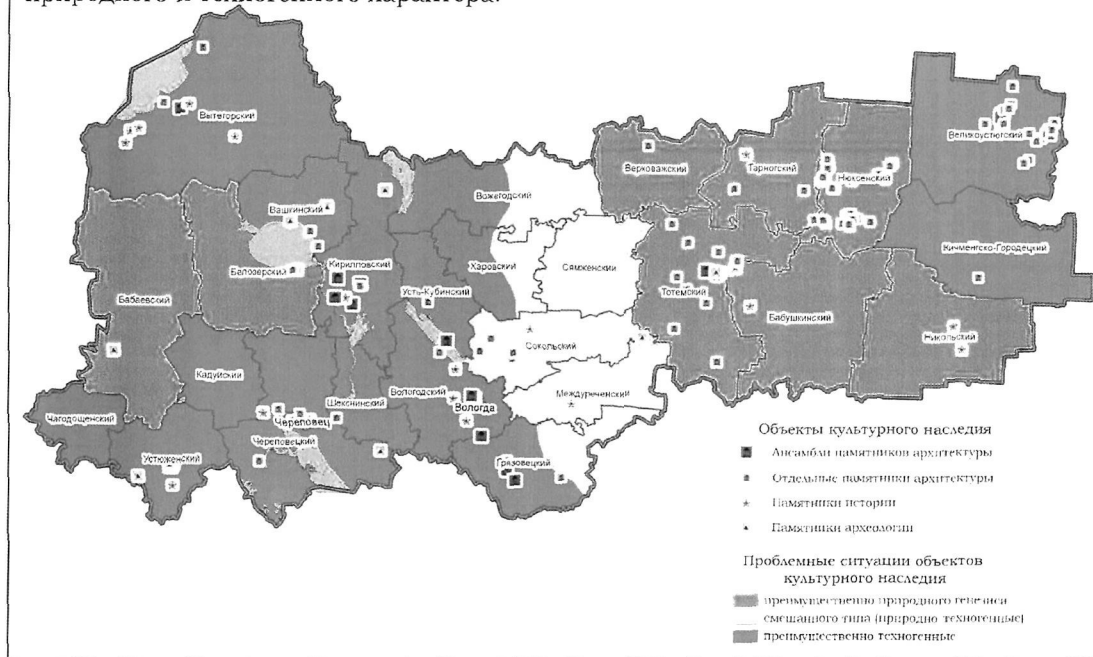 природного и техногенного характера.
Вытегорский
Великоустюгский
Верховажский
Тарногский
Нюксенский
Вожегодский
Вашкинский
Кичменгско-Городецкий
Белозерский
Кирилловский
Харовский
Сямженский
Бабаевский
Усть-Кубинский
Тотемский
Бабушкинский
Никольский
Сокольский
Кадуйский
Шекснинский
Вологодский
Междуреченский
Вологда
Чагодощенский
Череповец
Череповецкий
Устюженский
Грязовецкий
Объекты культурного наследия
Ансамбли памятников архитектуры
Отдельные памятники архитектуры
Памятники истории
Памятники археологии
Проблемные ситуации объектов
культурного наследия
преимущественно природного генезиса
смешанного типа (природно-техногенные)
преимущественно техногенные